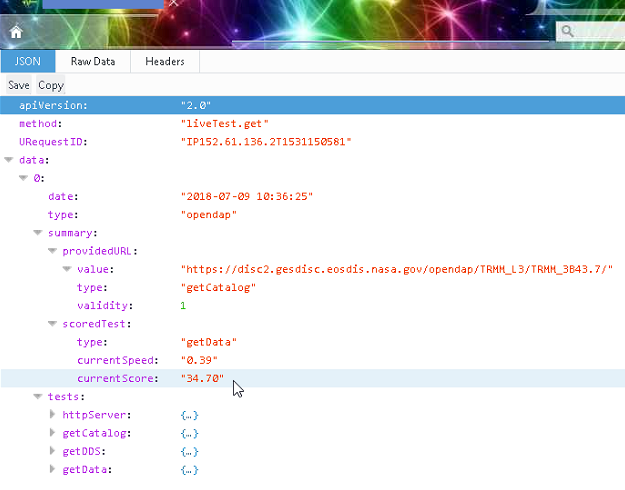 JSON Raw Data Headers
Save Copy
apiVersion: "2.0"
method: "liveTest.get"
URequestID: "IP152.61.136.2T1531150581"
data:
0:
date: "2018-07-09 10:36:25"
type: "opendap"
summary:
providedURL:
value: "https://disc2.gesdisc.eosdis.nasa.gov/opendap/TRMM_L3/TRMM_3B43.7/"
type: "getCatalog"
validity: 1
scoredTest:
type: "getData"
currentSpeed: "0.39"
currentScore: "34.70"
tests:
httpServer: {…}
getCatalog: {…}
getDDS: {…}
getData: {…}